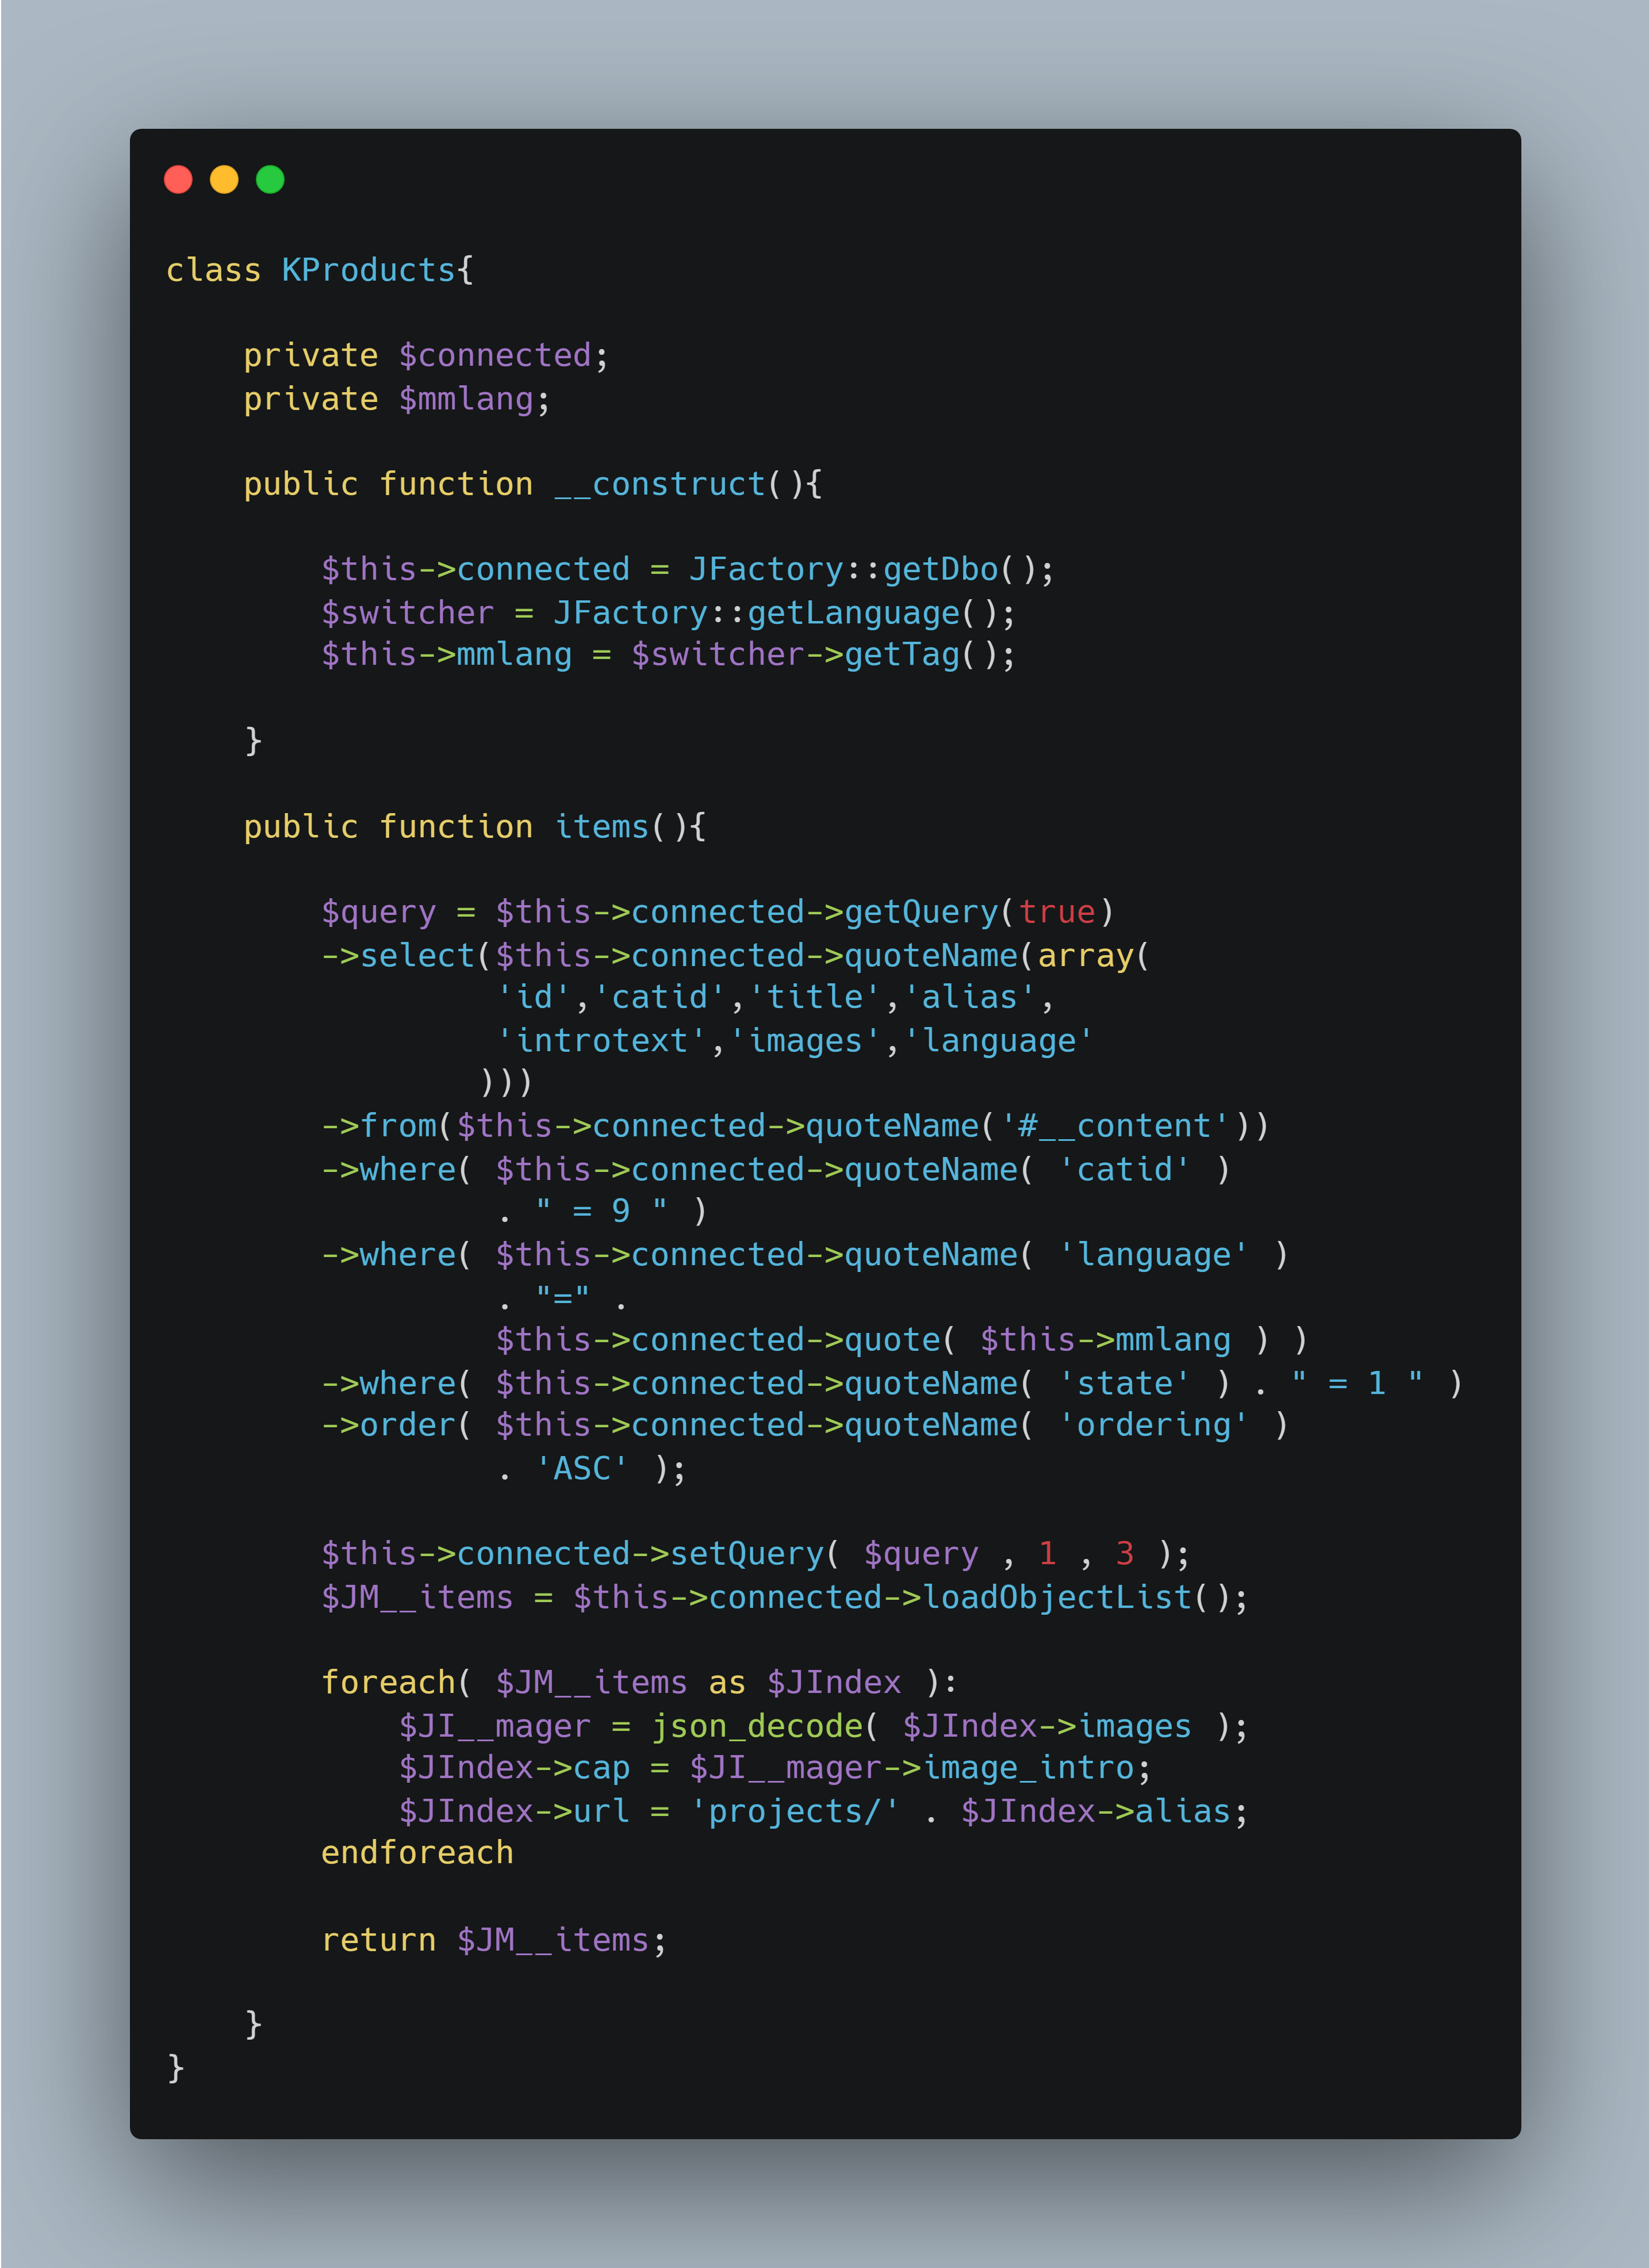 class KProducts{
private $connected;
private $mmlang;
public function __construct(){
$this->connected = JFactory::getDbo();
$switcher = JFactory::getLanguage();
$this->mmlang = $switcher->getTag();
}
public function items(){
$query = $this->connected->getQuery(true)
->select($this->connected->quoteName(array(
'id','catid','title','alias',
'introtext','images','language'
)))
->from($this->connected->quoteName('#__content'))
->where( $this->connected->quoteName( 'catid' )
. " = 9 " )
->where( $this->connected->quoteName( 'language' )
. "=" .
$this->connected->quote( $this->mmlang ) )
->where( $this->connected->quoteName( 'state' ) . " = 1 " )
->order( $this->connected->quoteName( 'ordering' )
. 'ASC' );
$this->connected->setQuery( $query , 1 , 3 );
$JM__items = $this->connected->loadObjectList();
foreach( $JM__items as $JIndex ):
$JI__mager = json_decode( $JIndex->images );
$JIndex->cap = $JI__mager->image_intro;
$JIndex->url = 'projects/' . $JIndex->alias;
endforeach
return $JM__items;
}
}